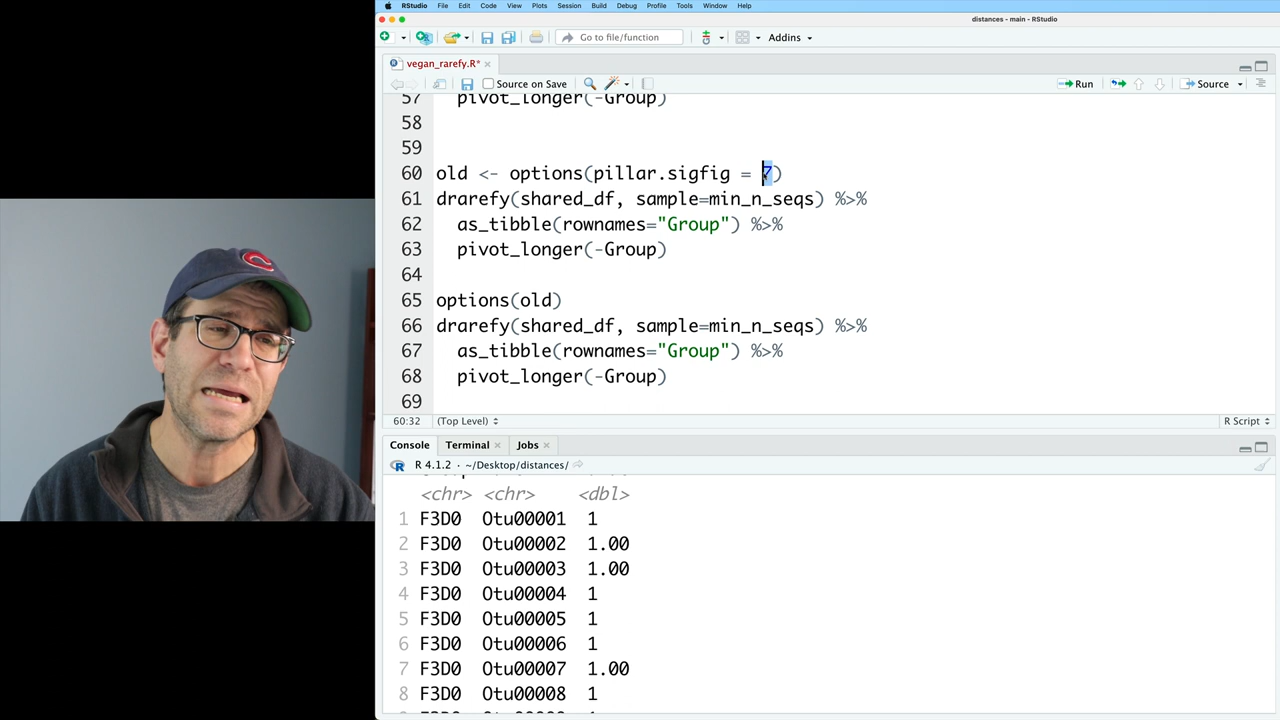 RStudio File Edit Code View Plots Session Build Debug Profile Tools Window Help
distances - main - RStudio
Go to file/function Addins
vegan_rarefy.R*
Source on Save Run Source
57 pivot_longer(-Group)
58
59
60 old <- options(pillar.sigfig = 7)
61 drarefy(shared_df, sample=min_n_seqs) %>%
62 as_tibble(rownames="Group") %>%
63 pivot_longer(-Group)
64
65 options(old)
66 drarefy(shared_df, sample=min_n_seqs) %>%
67 as_tibble(rownames="Group") %>%
68 pivot_longer(-Group)
69
60:32 (Top Level) R Script
Console Terminal Jobs
R 4.1.2 · ~/Desktop/distances/
<chr> <chr> <dbl>
1 F3D0 Otu00001 1
2 F3D0 Otu00002 1.00
3 F3D0 Otu00003 1.00
4 F3D0 Otu00004 1
5 F3D0 Otu00005 1
6 F3D0 Otu00006 1
7 F3D0 Otu00007 1.00
8 F3D0 Otu00008 1